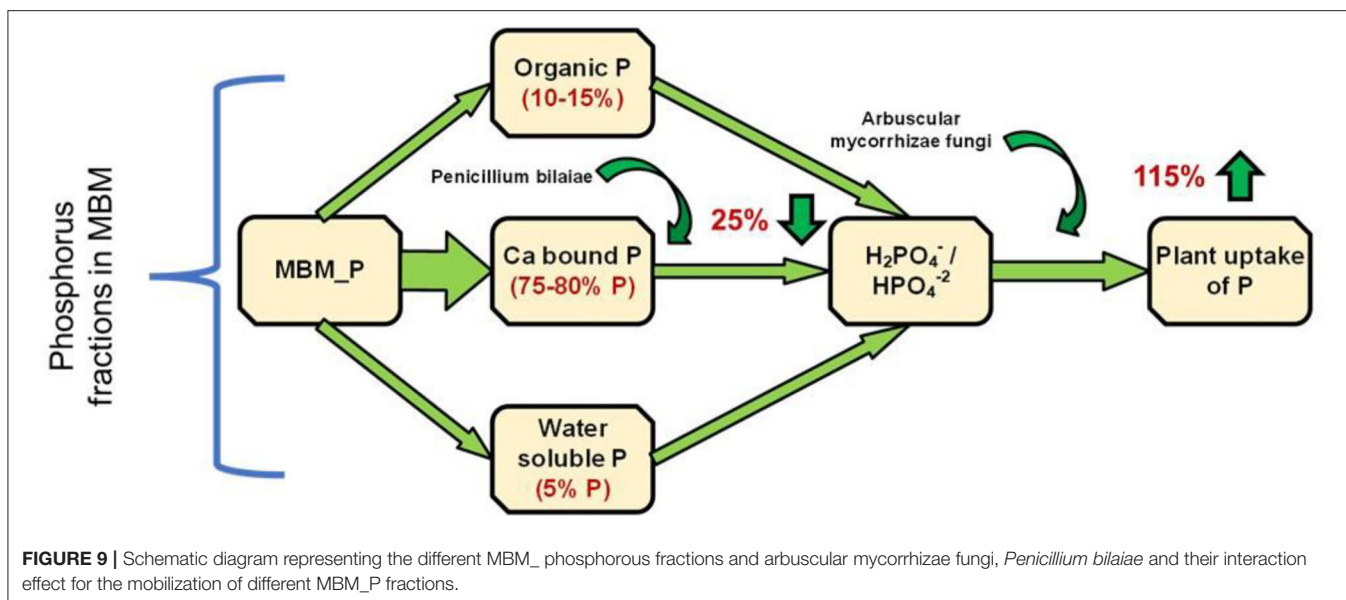 Phosphorus
fractions in MBM
MBM_P
Organic P
(10-15%)
Penicillium bilaiae
Ca bound P
(75-80% P)
Water
soluble P
(5% P)
25%
H₂PO₄⁻ /
HPO₄⁻²
Arbuscular
mycorrhizae fungi
115%
Plant uptake
of P
FIGURE 9 | Schematic diagram representing the different MBM_ phosphorous fractions and arbuscular mycorrhizae fungi, Penicillium bilaiae and their interaction
effect for the mobilization of different MBM_P fractions.